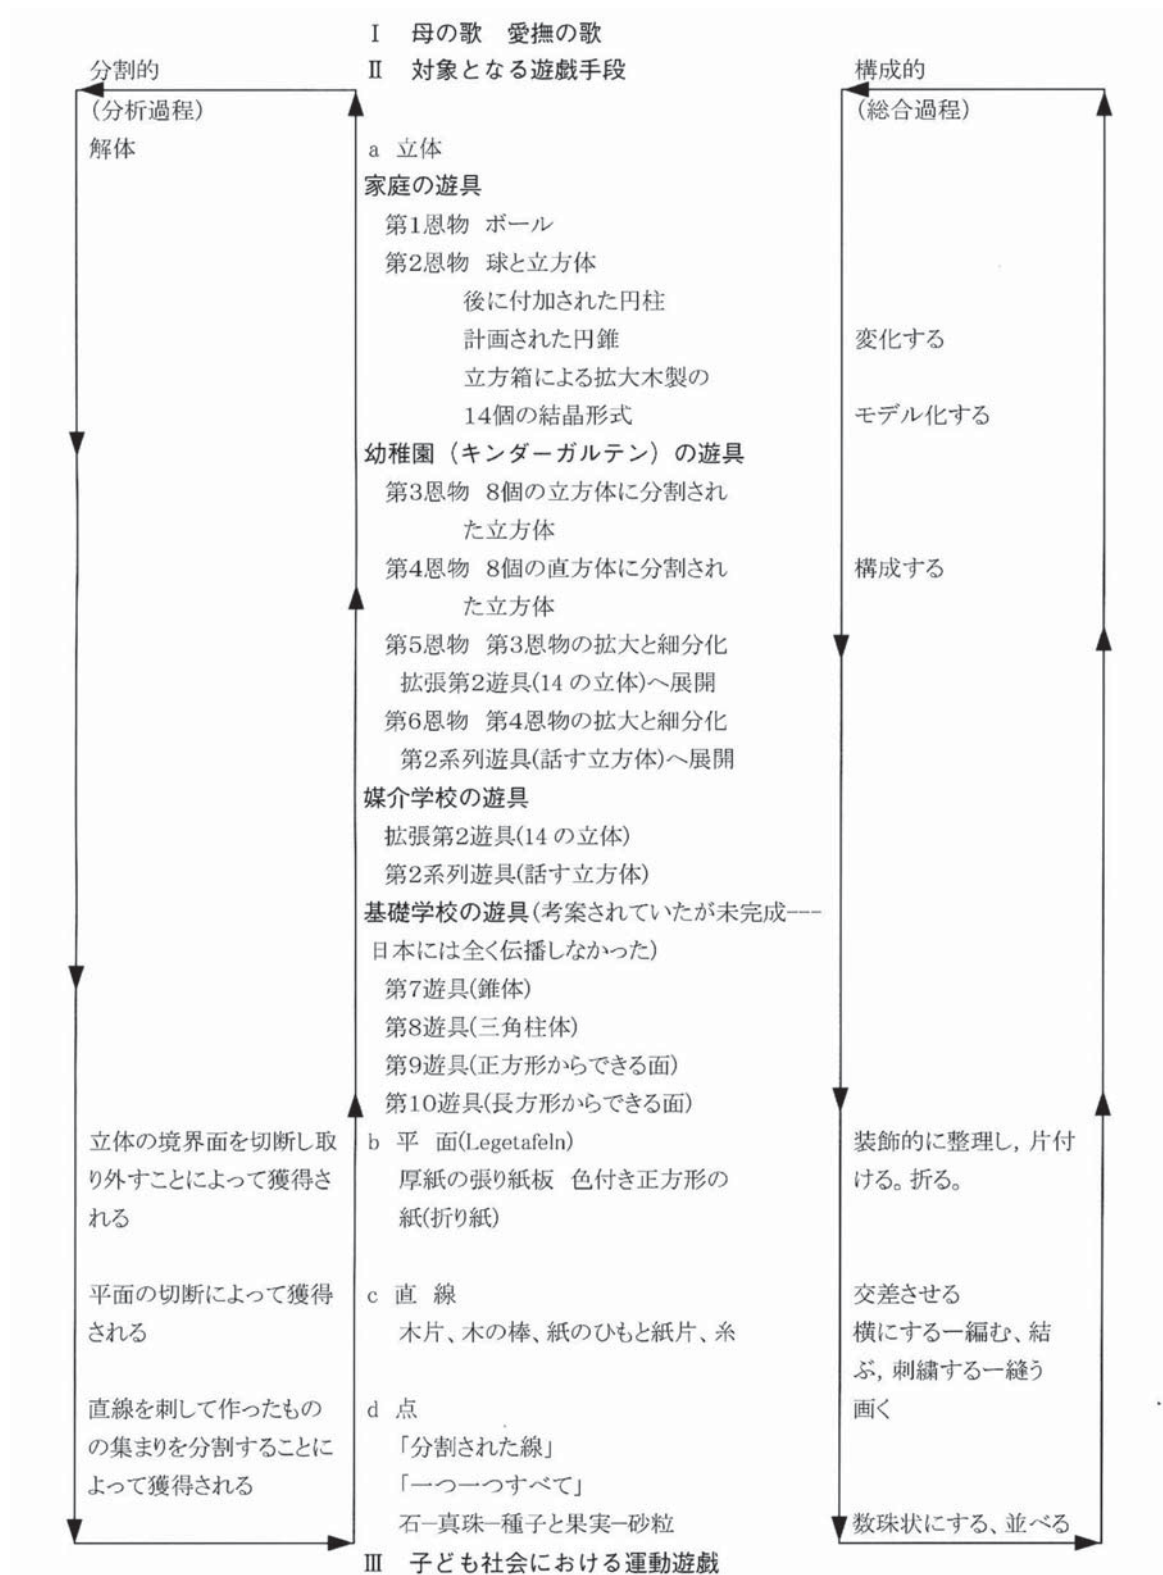 Ⅰ 母の歌 愛撫の歌
分割的 Ⅱ 対象となる遊戯手段 構成的
(分析過程) (総合過程)
解体 a 立体
家庭の遊具
第1恩物 ボール
第2恩物 球と立方体
後に付加された円柱
計画された円錐 変化する
立方箱による拡大木製の
14個の結晶形式 モデル化する
幼稚園（キンダーガルテン）の遊具
第3恩物 8個の立方体に分割され
た立方体
第4恩物 8個の直方体に分割され 構成する
た立方体
第5恩物 第3恩物の拡大と細分化
拡張第2遊具(14の立体)へ展開
第6恩物 第4恩物の拡大と細分化
第2系列遊具(話す立方体)へ展開
媒介学校の遊具
拡張第2遊具(14の立体)
第2系列遊具(話す立方体)
基礎学校の遊具(考案されていたが未完成---
日本には全く伝播しなかった)
第7遊具(錐体)
第8遊具(三角柱体)
第9遊具(正方形からできる面)
第10遊具(長方形からできる面)
立体の境界面を切断し取 b 平 面(Legetafeln) 装飾的に整理し, 片付
り外すことによって獲得さ 厚紙の張り紙板 色付き正方形の ける。折る。
れる 紙(折り紙)
平面の切断によって獲得 c 直 線 交差させる
される 木片、木の棒、紙のひもと紙片、糸 横にするー編む、結
ぶ, 刺繍するー縫う
直線を刺して作ったもの d 点 画く
の集まりを分割することに 「分割された線」
よって獲得される 「一つ一つすべて」
石−真珠−種子と果実−砂粒 数珠状にする、並べる
Ⅲ 子ども社会における運動遊戯